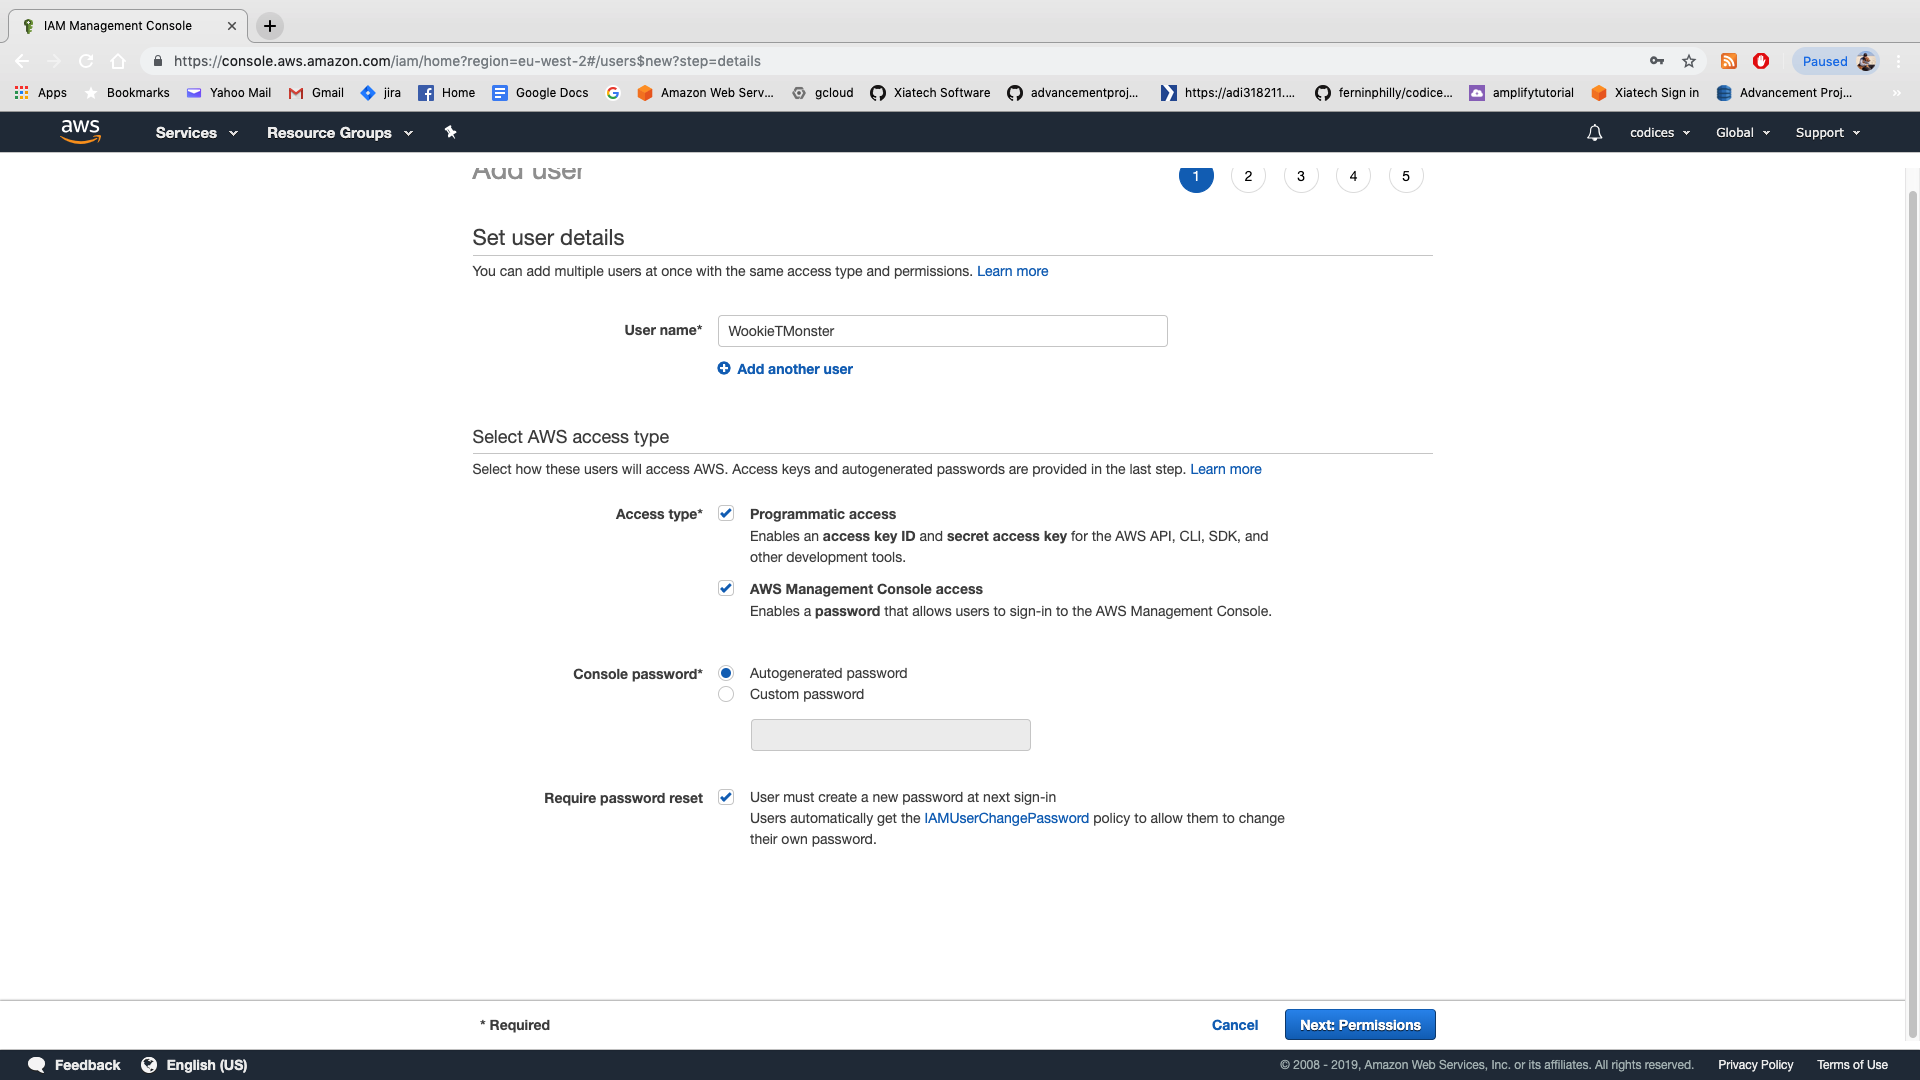 IAM Management Console
https://console.aws.amazon.com/iam/home?region=eu-west-2#/users$new?step=details
Paused
Apps
Bookmarks
Yahoo Mail
Gmail
jira
Home
Google Docs
Amazon Web Serv...
gcloud
Xiatech Software
advancementproj...
https://adi318211....
ferninphilly/codice...
amplifytutorial
Xiatech Sign in
Advancement Proj...
aws
Services
Resource Groups
codices
Global
Support
Add user
1 2 3 4 5
Set user details
You can add multiple users at once with the same access type and permissions. Learn more
User name* WookieTMonster
Add another user
Select AWS access type
Select how these users will access AWS. Access keys and autogenerated passwords are provided in the last step. Learn more
Access type* Programmatic access
Enables an access key ID and secret access key for the AWS API, CLI, SDK, and
other development tools.
AWS Management Console access
Enables a password that allows users to sign-in to the AWS Management Console.
Console password* Autogenerated password
Custom password
Require password reset User must create a new password at next sign-in
Users automatically get the IAMUserChangePassword policy to allow them to change
their own password.
* Required
Cancel
Next: Permissions
Feedback
English (US)
© 2008 - 2019, Amazon Web Services, Inc. or its affiliates. All rights reserved.
Privacy Policy
Terms of Use